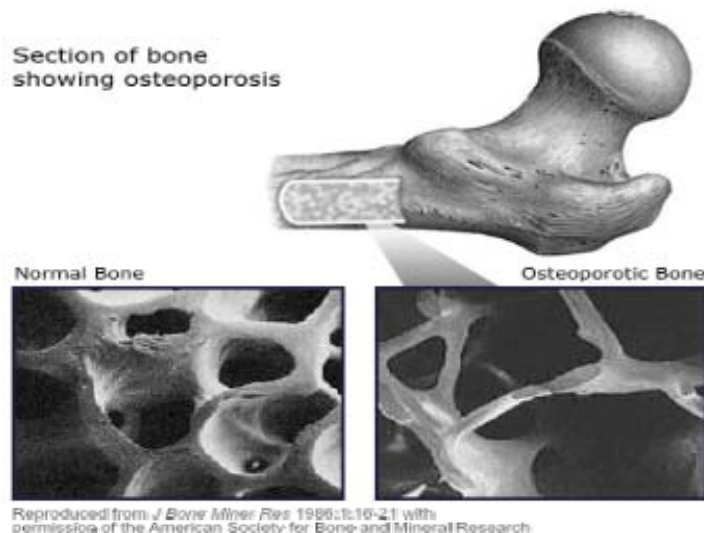 Section of bone
showing osteoporosis
Normal Bone
Osteoporotic Bone
Reproduced from J Bone Miner Res 1986:1:16-21 with
permission of the American Society for Bone and Mineral Research